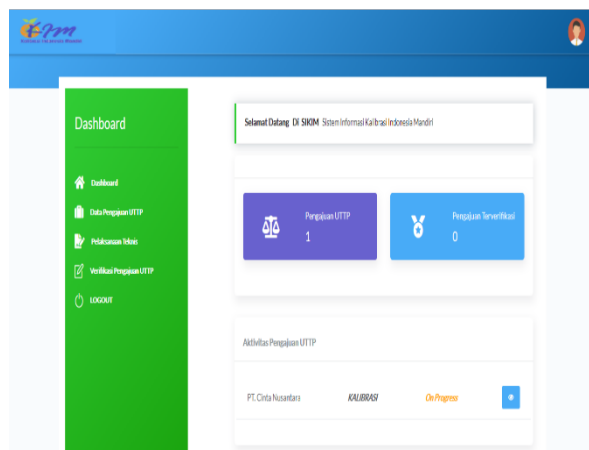 KIM
Dashboard
Selamat Datang Di SIKIM Sistem Informasi Kalibrasi Indonesia Mandiri
Dashboard
Data Pengajuan UTTP
Pelaksanaan Teknis
Verifikasi Pengajuan UTTP
LOGOUT
Pengajuan UTTP
1
Pengajuan Terverifikasi
0
Aktivitas Pengajuan UTTP
PT. Cinta Nusantara KALIBRASI On Progress